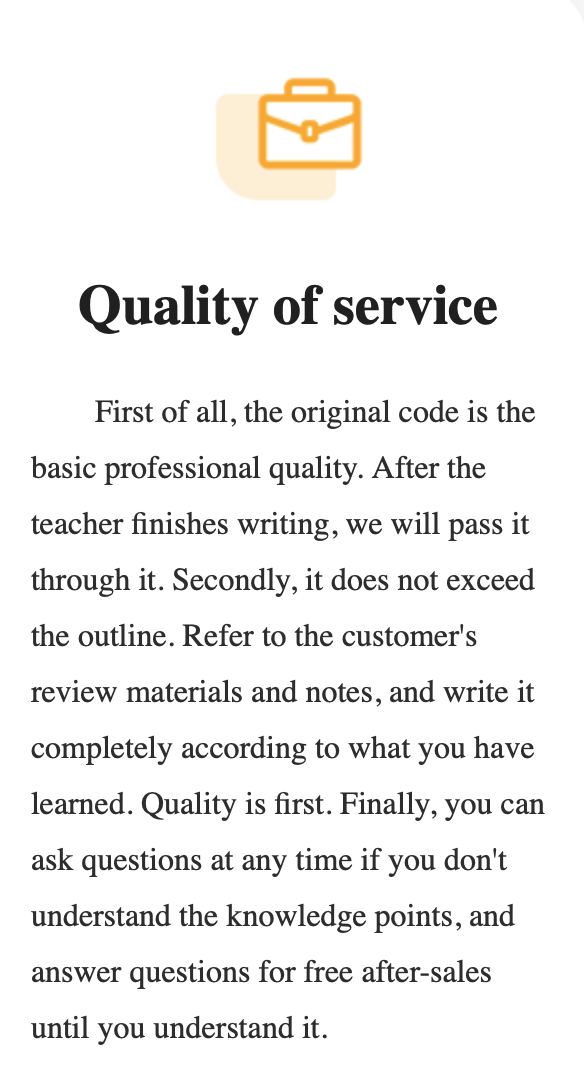 Quality of service
First of all, the original code is the
basic professional quality. After the
teacher finishes writing, we will pass it
through it. Secondly, it does not exceed
the outline. Refer to the customer's
review materials and notes, and write it
completely according to what you have
learned. Quality is first. Finally, you can
ask questions at any time if you don't
understand the knowledge points, and
answer questions for free after-sales
until you understand it.